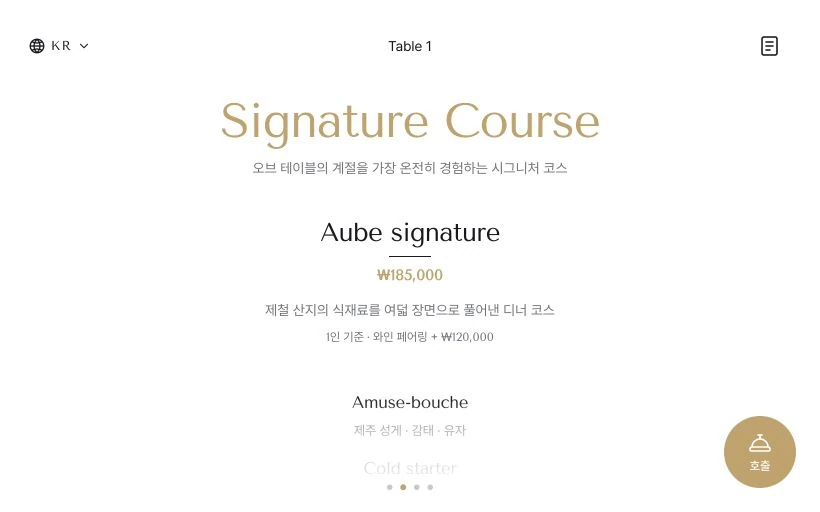 KR
Table 1
Signature Course
오브 테이블의 계절을 가장 온전히 경험하는 시그니처 코스
Aube signature
₩185,000
제철 산지의 식재료를 여덟 장면으로 풀어낸 디너 코스
1인 기준 · 와인 페어링 + ₩120,000
Amuse-bouche
제주 성게 · 감태 · 유자
Cold starter
호출